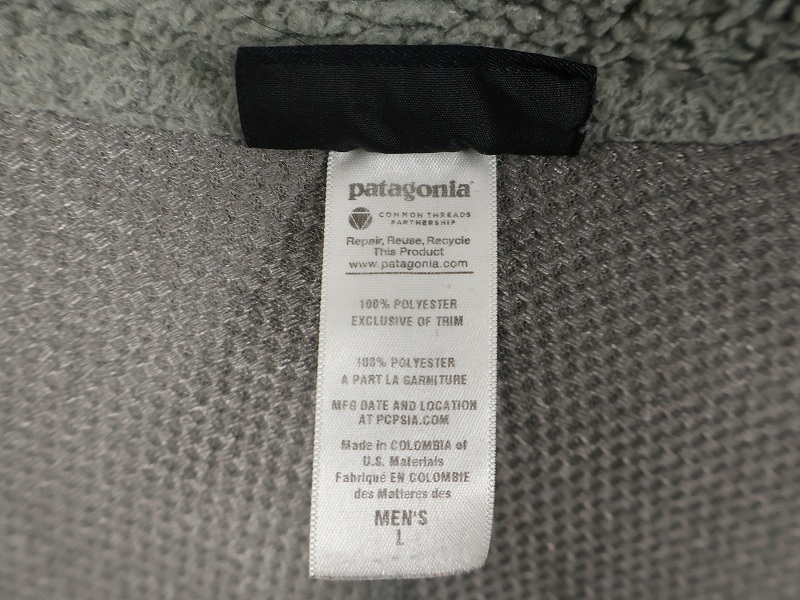 patagonia
COMMON THREADS
PARTNERSHIP
Repair, Reuse, Recycle
This Product
www.patagonia.com
100% POLYESTER
EXCLUSIVE OF TRIM
100% POLYESTER
A PART LA GARNITURE
MFG DATE AND LOCATION
AT PCPSIA.COM
Made in COLOMBIA of
U.S. Materials
Fabriqué EN COLOMBIE
des Matieres des
MEN'S
L